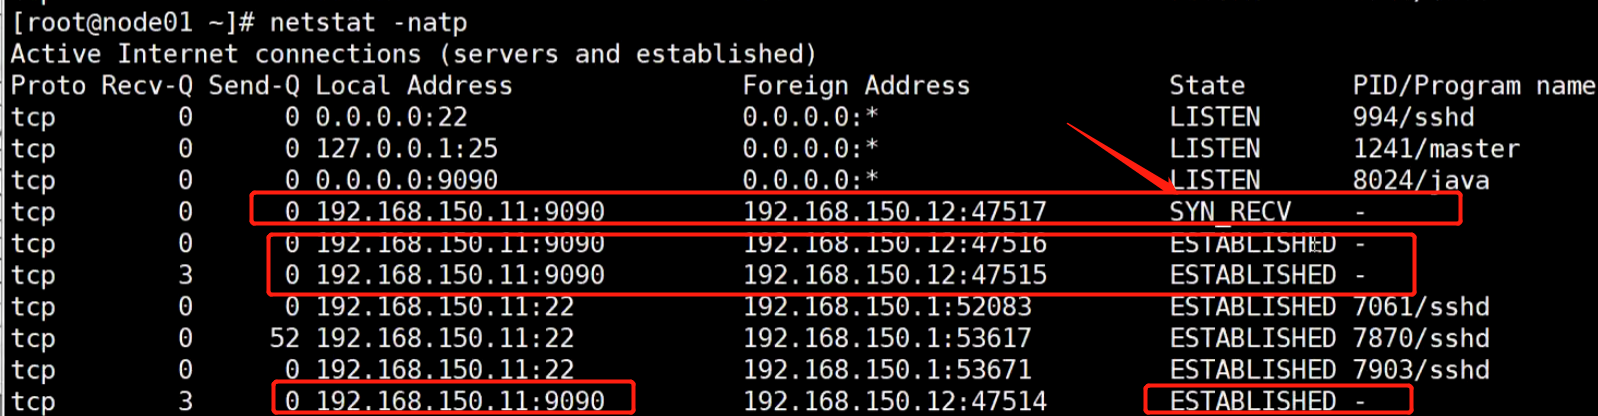 [root@node01 ~]# netstat -natp
Active Internet connections (servers and established)
Proto Recv-Q Send-Q Local Address Foreign Address State PID/Program name
tcp 0 0 0.0.0.0:22 0.0.0.0:* LISTEN 994/sshd
tcp 0 0 127.0.0.1:25 0.0.0.0:* LISTEN 1241/master
tcp 0 0 0.0.0.0:9090 0.0.0.0:* LISTEN 8024/java
tcp 0 0 192.168.150.11:9090 192.168.150.12:47517 SYN_RECV -
tcp 0 0 192.168.150.11:9090 192.168.150.12:47516 ESTABLISHED -
tcp 3 0 192.168.150.11:9090 192.168.150.12:47515 ESTABLISHED -
tcp 0 0 192.168.150.11:22 192.168.150.1:52083 ESTABLISHED 7061/sshd
tcp 0 52 192.168.150.11:22 192.168.150.1:53617 ESTABLISHED 7870/sshd
tcp 0 0 192.168.150.11:22 192.168.150.1:53671 ESTABLISHED 7903/sshd
tcp 3 0 192.168.150.11:9090 192.168.150.12:47514 ESTABLISHED -